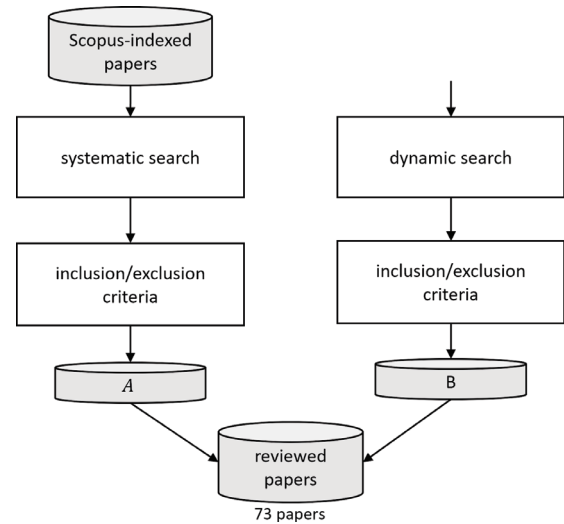 Scopus-indexed
papers
systematic search
dynamic search
inclusion/exclusion
criteria
inclusion/exclusion
criteria
A
B
reviewed
papers
73 papers